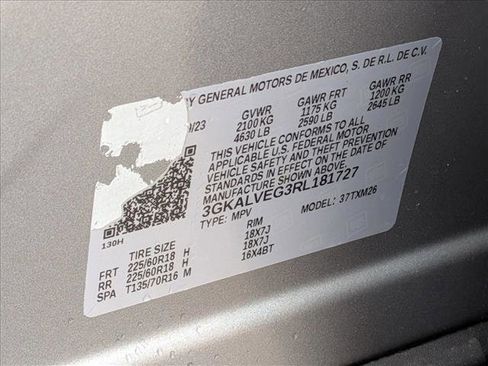 Y GENERAL MOTORS DE MEXICO, S. DE R.L. DE C.V.
/23 GVWR GAWR FRT GAWR RR
2100 KG 1175 KG 1200 KG
4630 LB 2590 LB 2645 LB
THIS VEHICLE CONFORMS TO ALL
APPLICABLE U.S. FEDERAL MOTOR
VEHICLE SAFETY AND THEFT PREVENTION
STANDARDS IN EFFECT ON THE DATE OF
MANUFACTURE SHOWN ABOVE.
3GKALVEG3RL181727
TYPE: MPV MODEL: 37TXM26
130H
TIRE SIZE RIM
FRT 225/60R18 H 18X7J
RR 225/60R18 H 18X7J
SPA T135/70R16 M 16X4BT